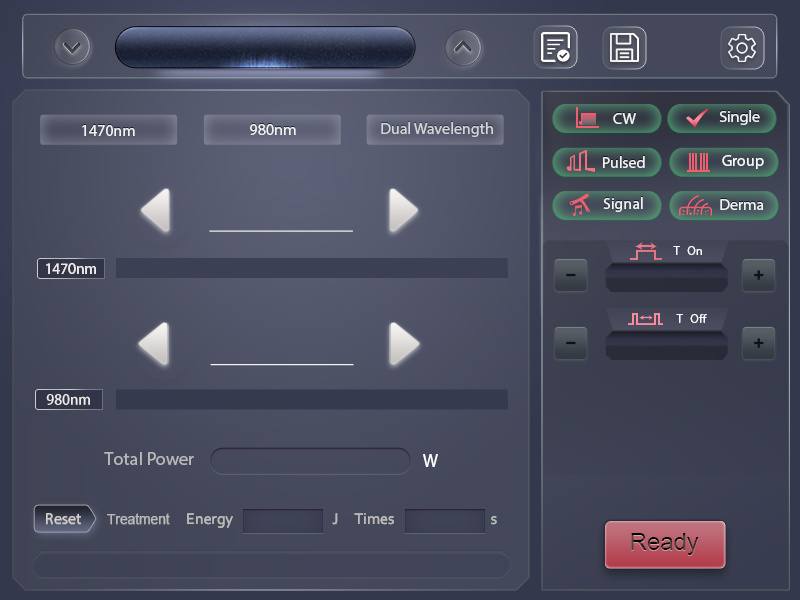 1470nm
980nm
Dual Wavelength
1470nm
980nm
Total Power
W
Reset
Treatment
Energy
J
Times
s
CW
Single
Pulsed
Group
Signal
Derma
T On
-
+
T Off
-
+
Ready